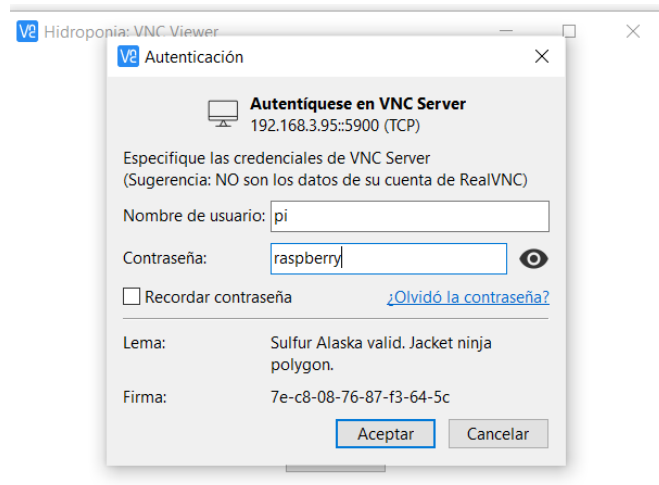 V2 Hidroponia: VNC Viewer
V2 Autenticación
Autentíquese en VNC Server
192.168.3.95::5900 (TCP)
Especifique las credenciales de VNC Server
(Sugerencia: NO son los datos de su cuenta de RealVNC)
Nombre de usuario: pi
Contraseña: raspberry
Recordar contraseña ¿Olvidó la contraseña?
Lema: Sulfur Alaska valid. Jacket ninja
polygon.
Firma: 7e-c8-08-76-87-f3-64-5c
Aceptar Cancelar